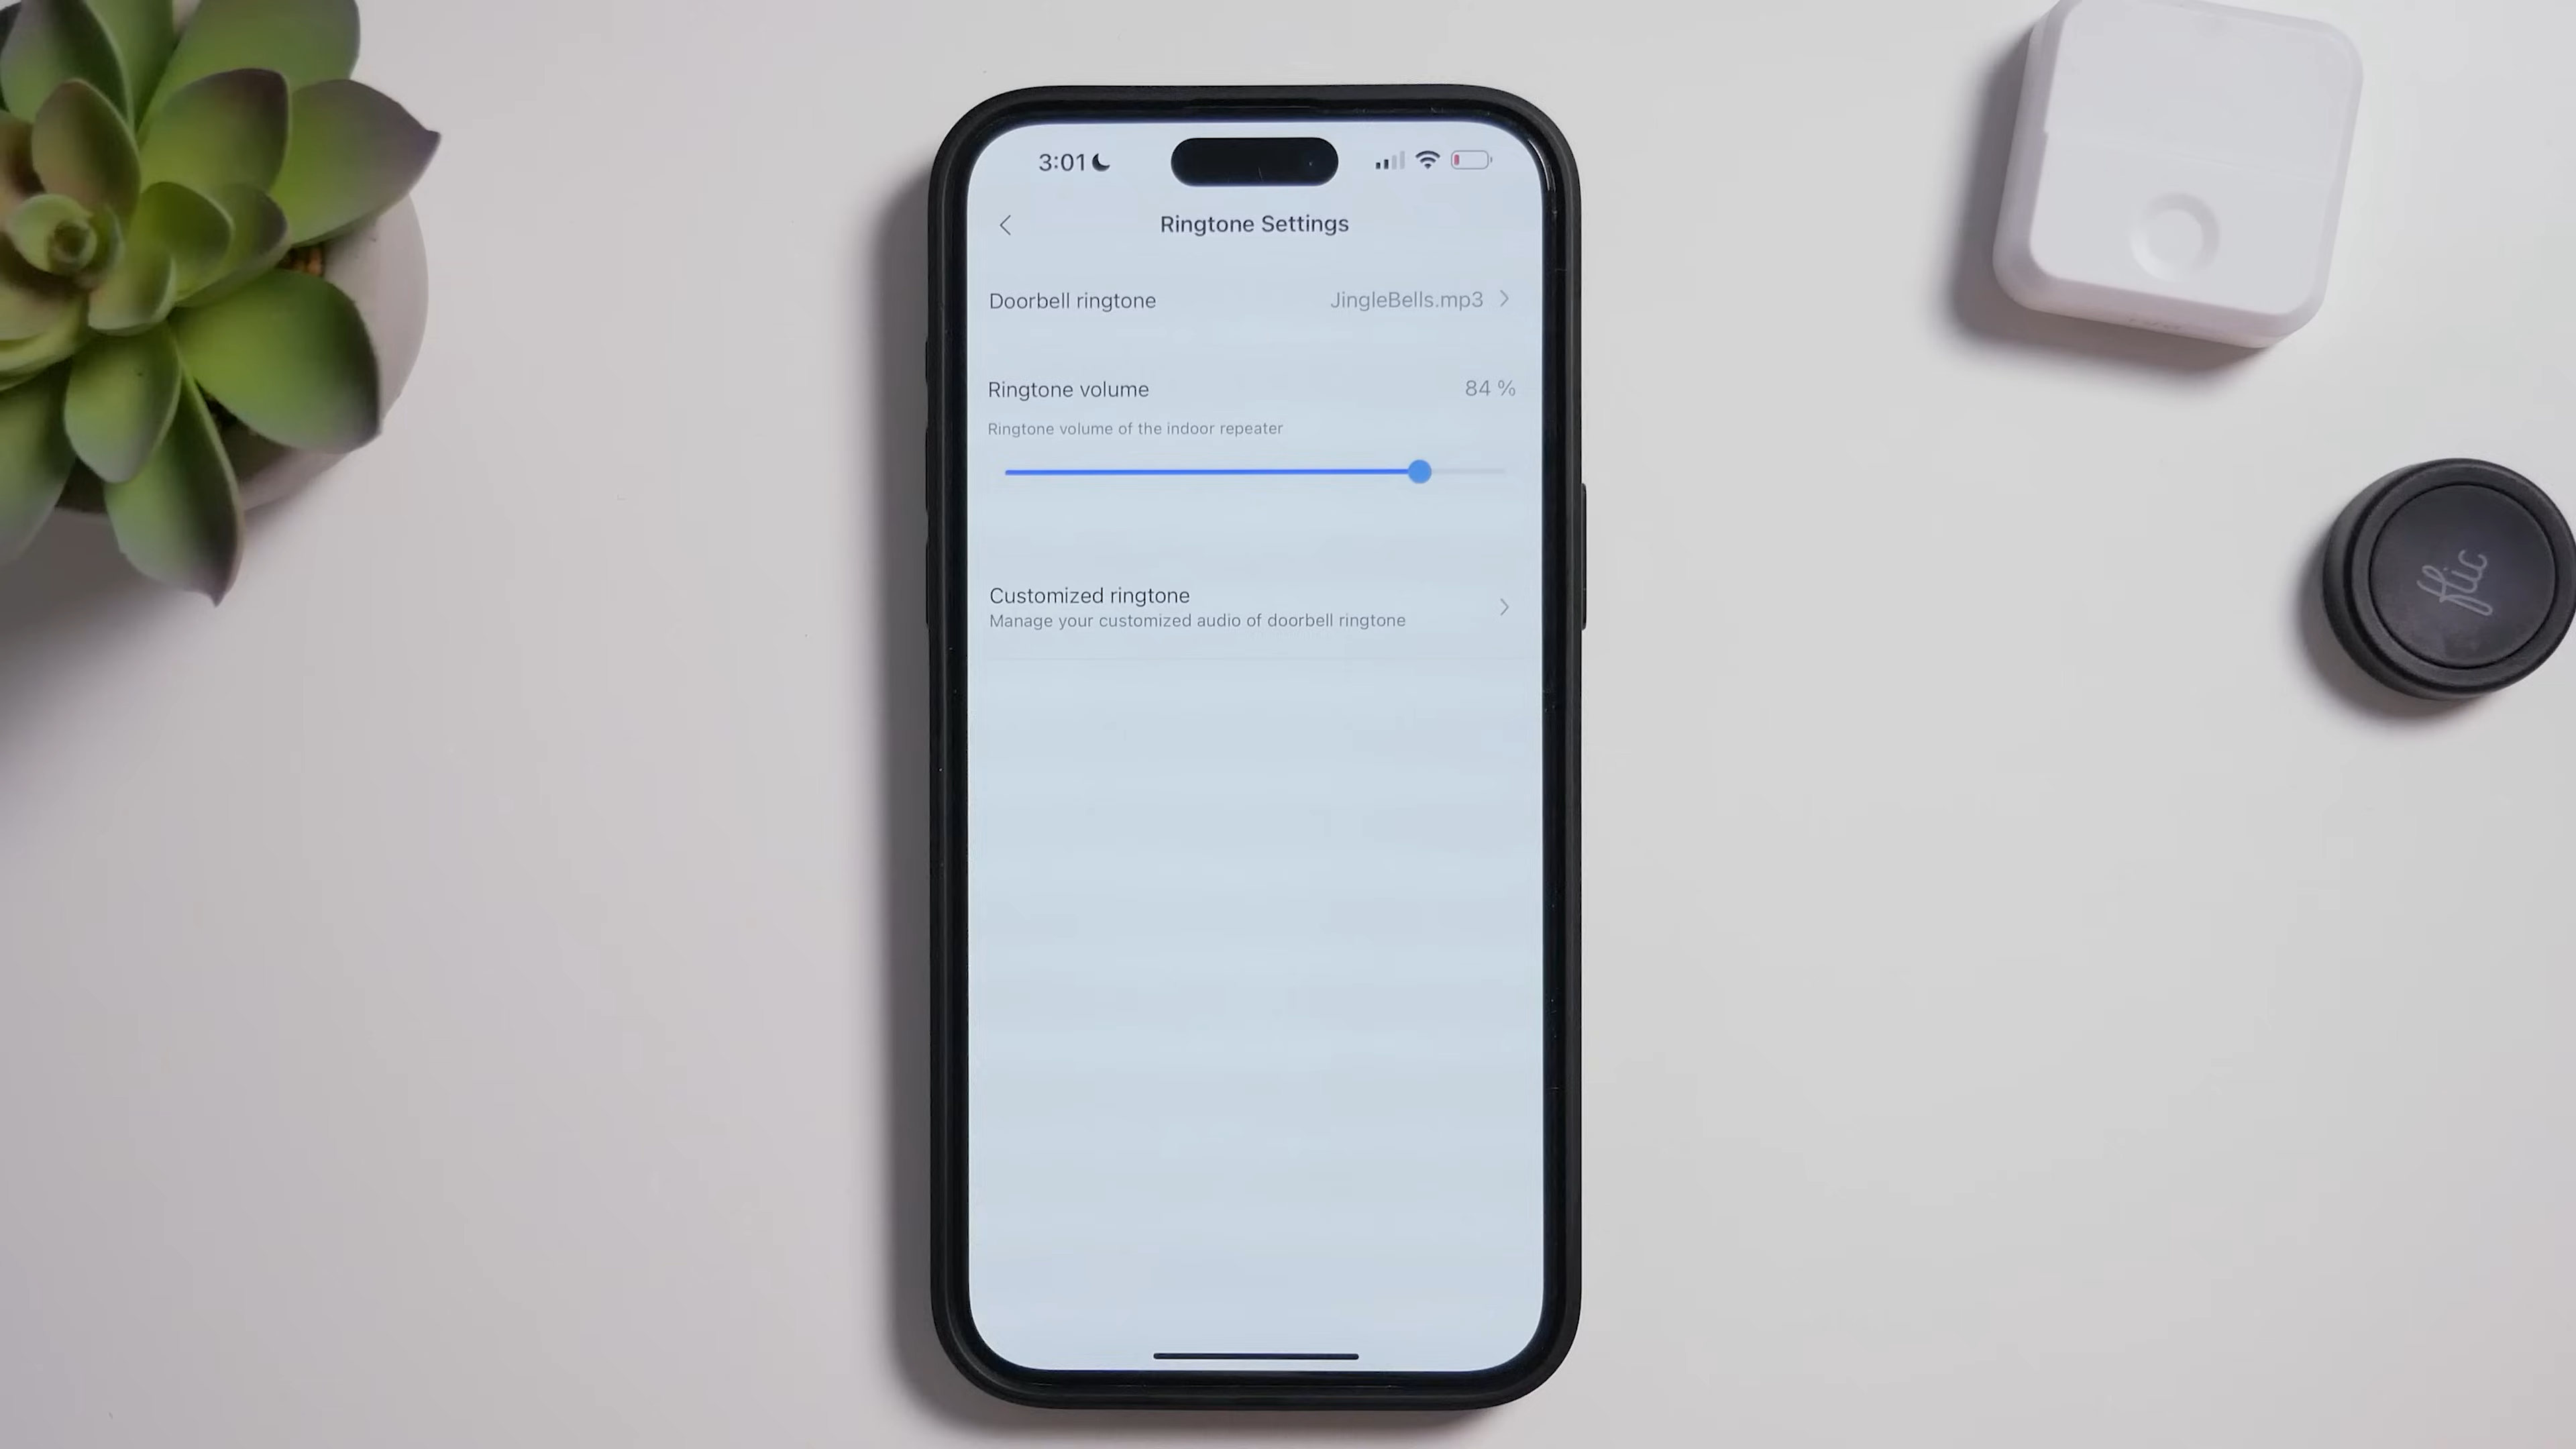 3:01
Ringtone Settings
Doorbell ringtone JingleBells.mp3
Ringtone volume 84 %
Ringtone volume of the indoor repeater
Customized ringtone
Manage your customized audio of doorbell ringtone
flic